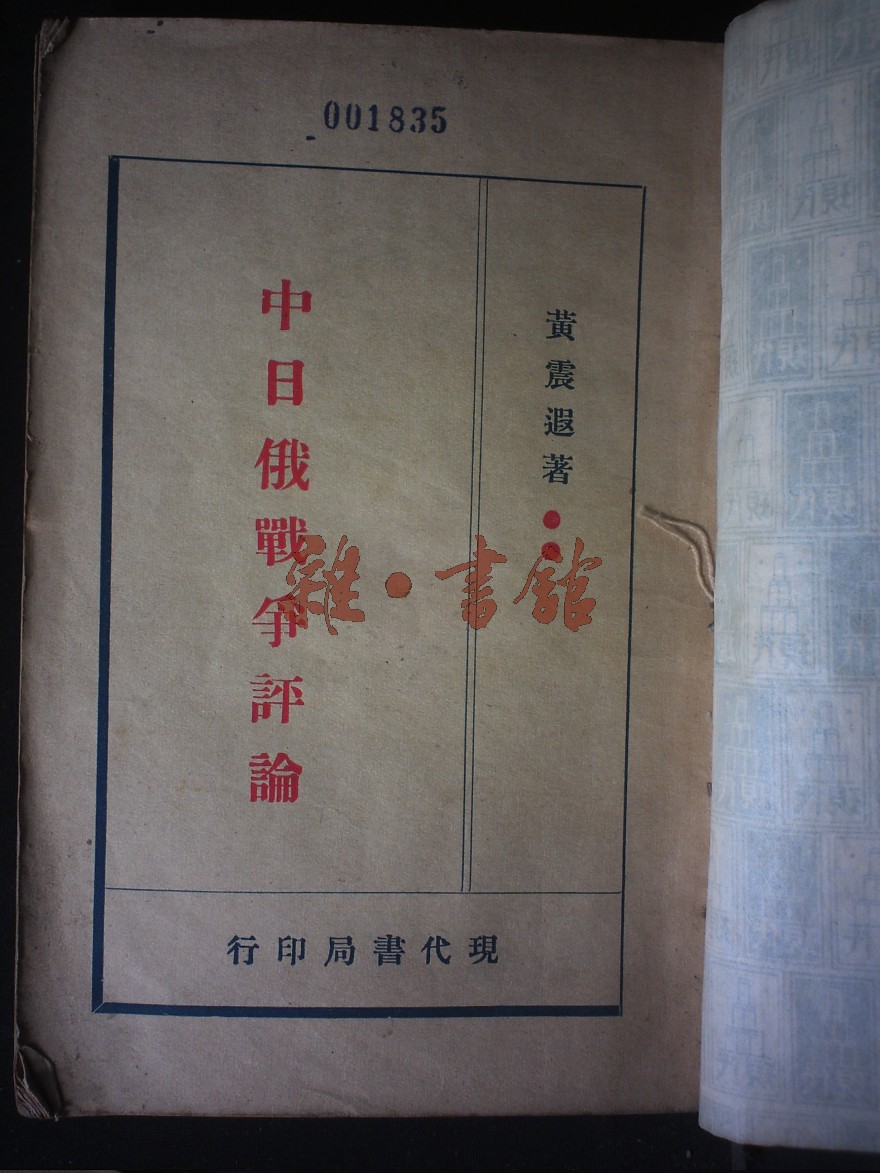 001835
黃震遐著
中日俄戰爭評論
現代書局印行
雜·書館